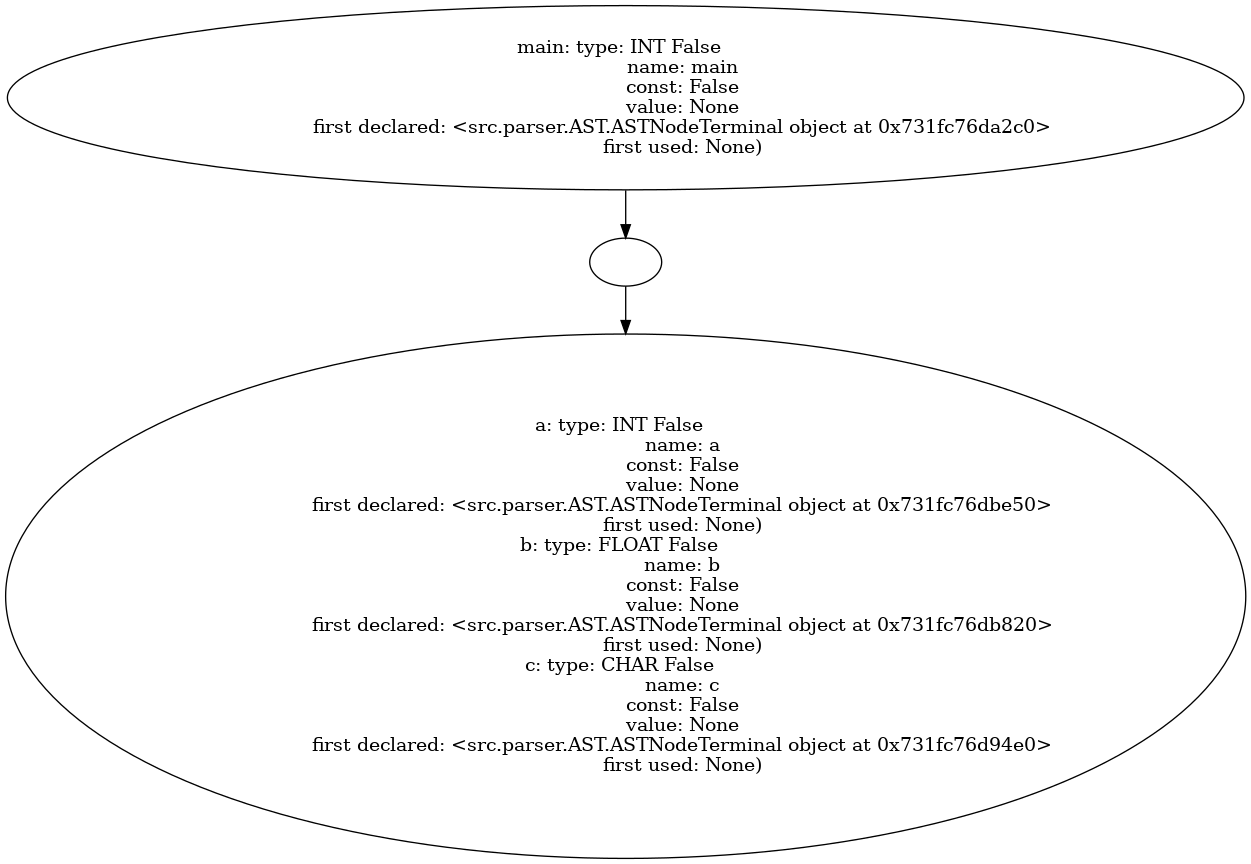 main: type: INT False
name: main
const: False
value: None
first declared: <src.parser.AST.ASTNodeTerminal object at 0x731fc76da2c0>
first used: None)
a: type: INT False
name: a
const: False
value: None
first declared: <src.parser.AST.ASTNodeTerminal object at 0x731fc76dbe50>
first used: None)
b: type: FLOAT False
name: b
const: False
value: None
first declared: <src.parser.AST.ASTNodeTerminal object at 0x731fc76db820>
first used: None)
c: type: CHAR False
name: c
const: False
value: None
first declared: <src.parser.AST.ASTNodeTerminal object at 0x731fc76d94e0>
first used: None)